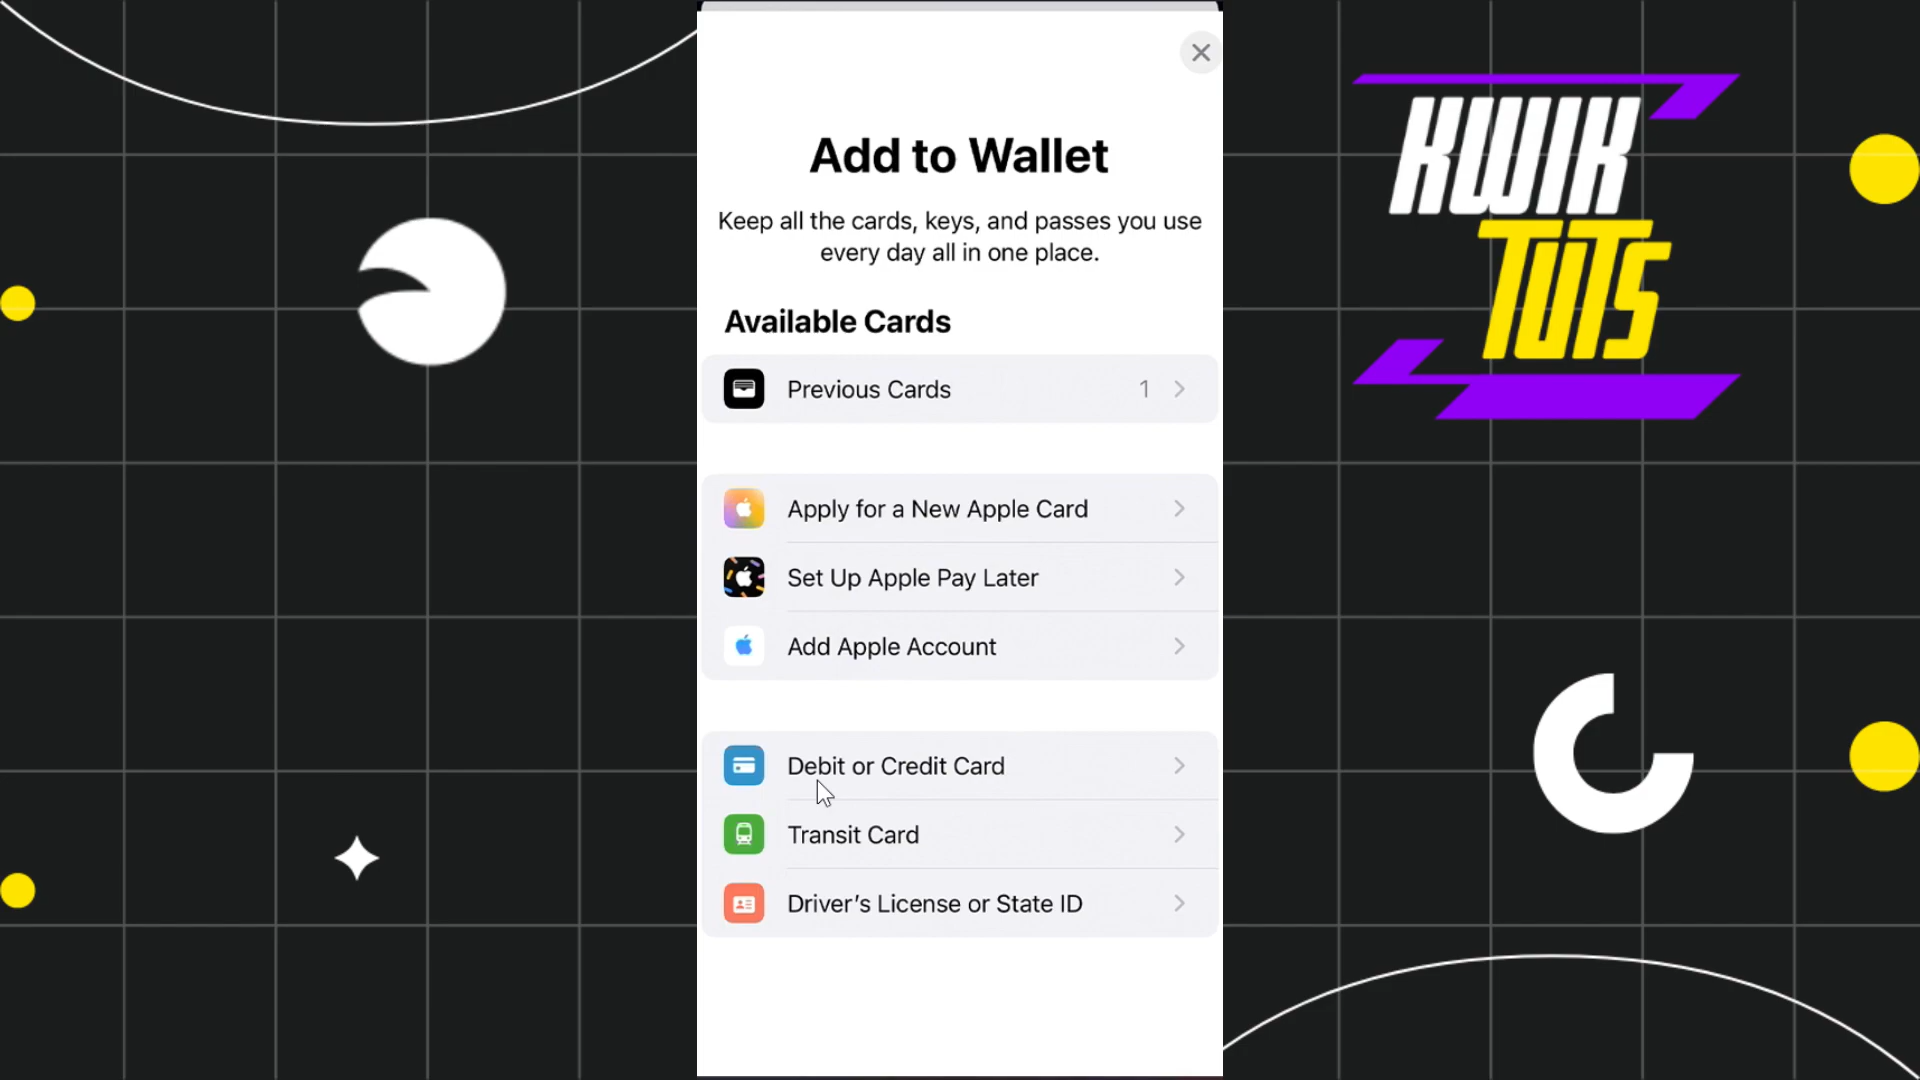 Add to Wallet
Keep all the cards, keys, and passes you use
every day all in one place.
Available Cards
Previous Cards 1
Apply for a New Apple Card
Set Up Apple Pay Later
Add Apple Account
Debit or Credit Card
Transit Card
Driver’s License or State ID
KWIK
TUTS